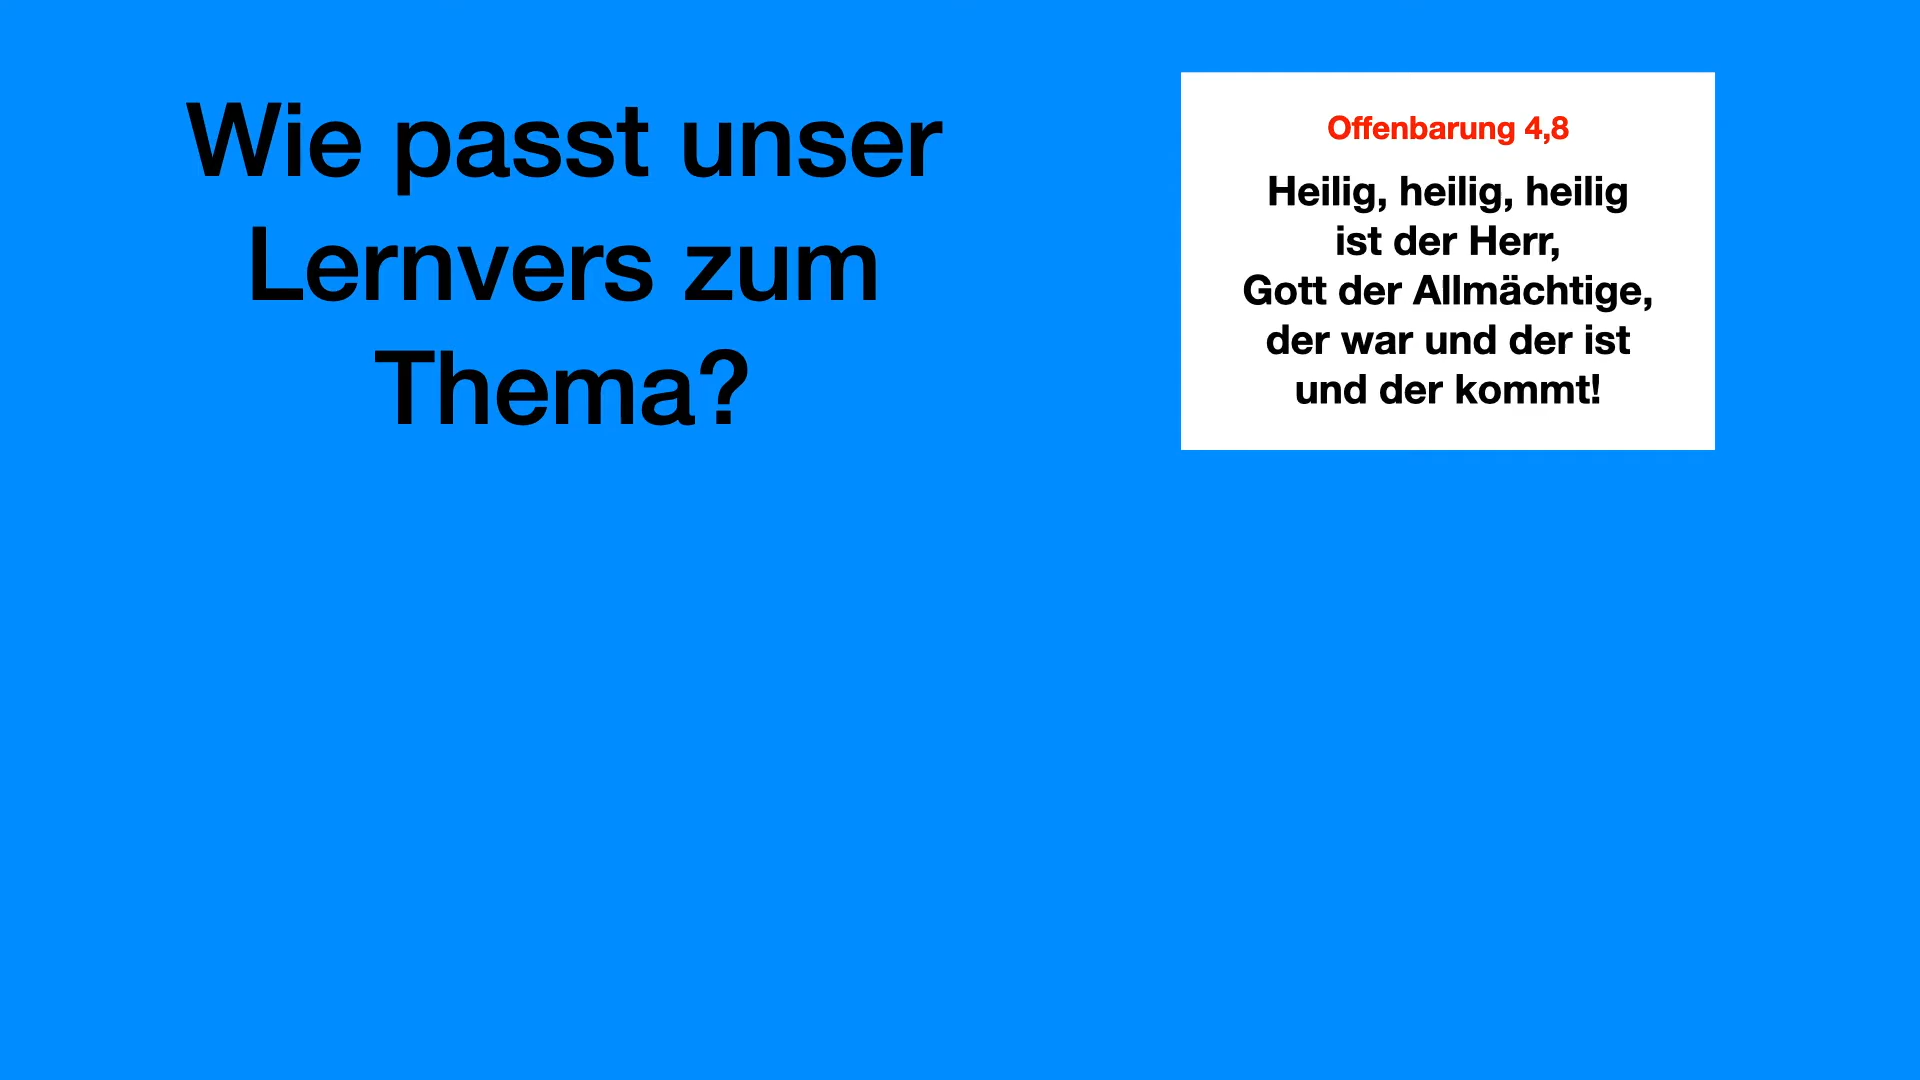 Wie passt unser
Lernvers zum
Thema?
Offenbarung 4,8
Heilig, heilig, heilig
ist der Herr,
Gott der Allmächtige,
der war und der ist
und der kommt!